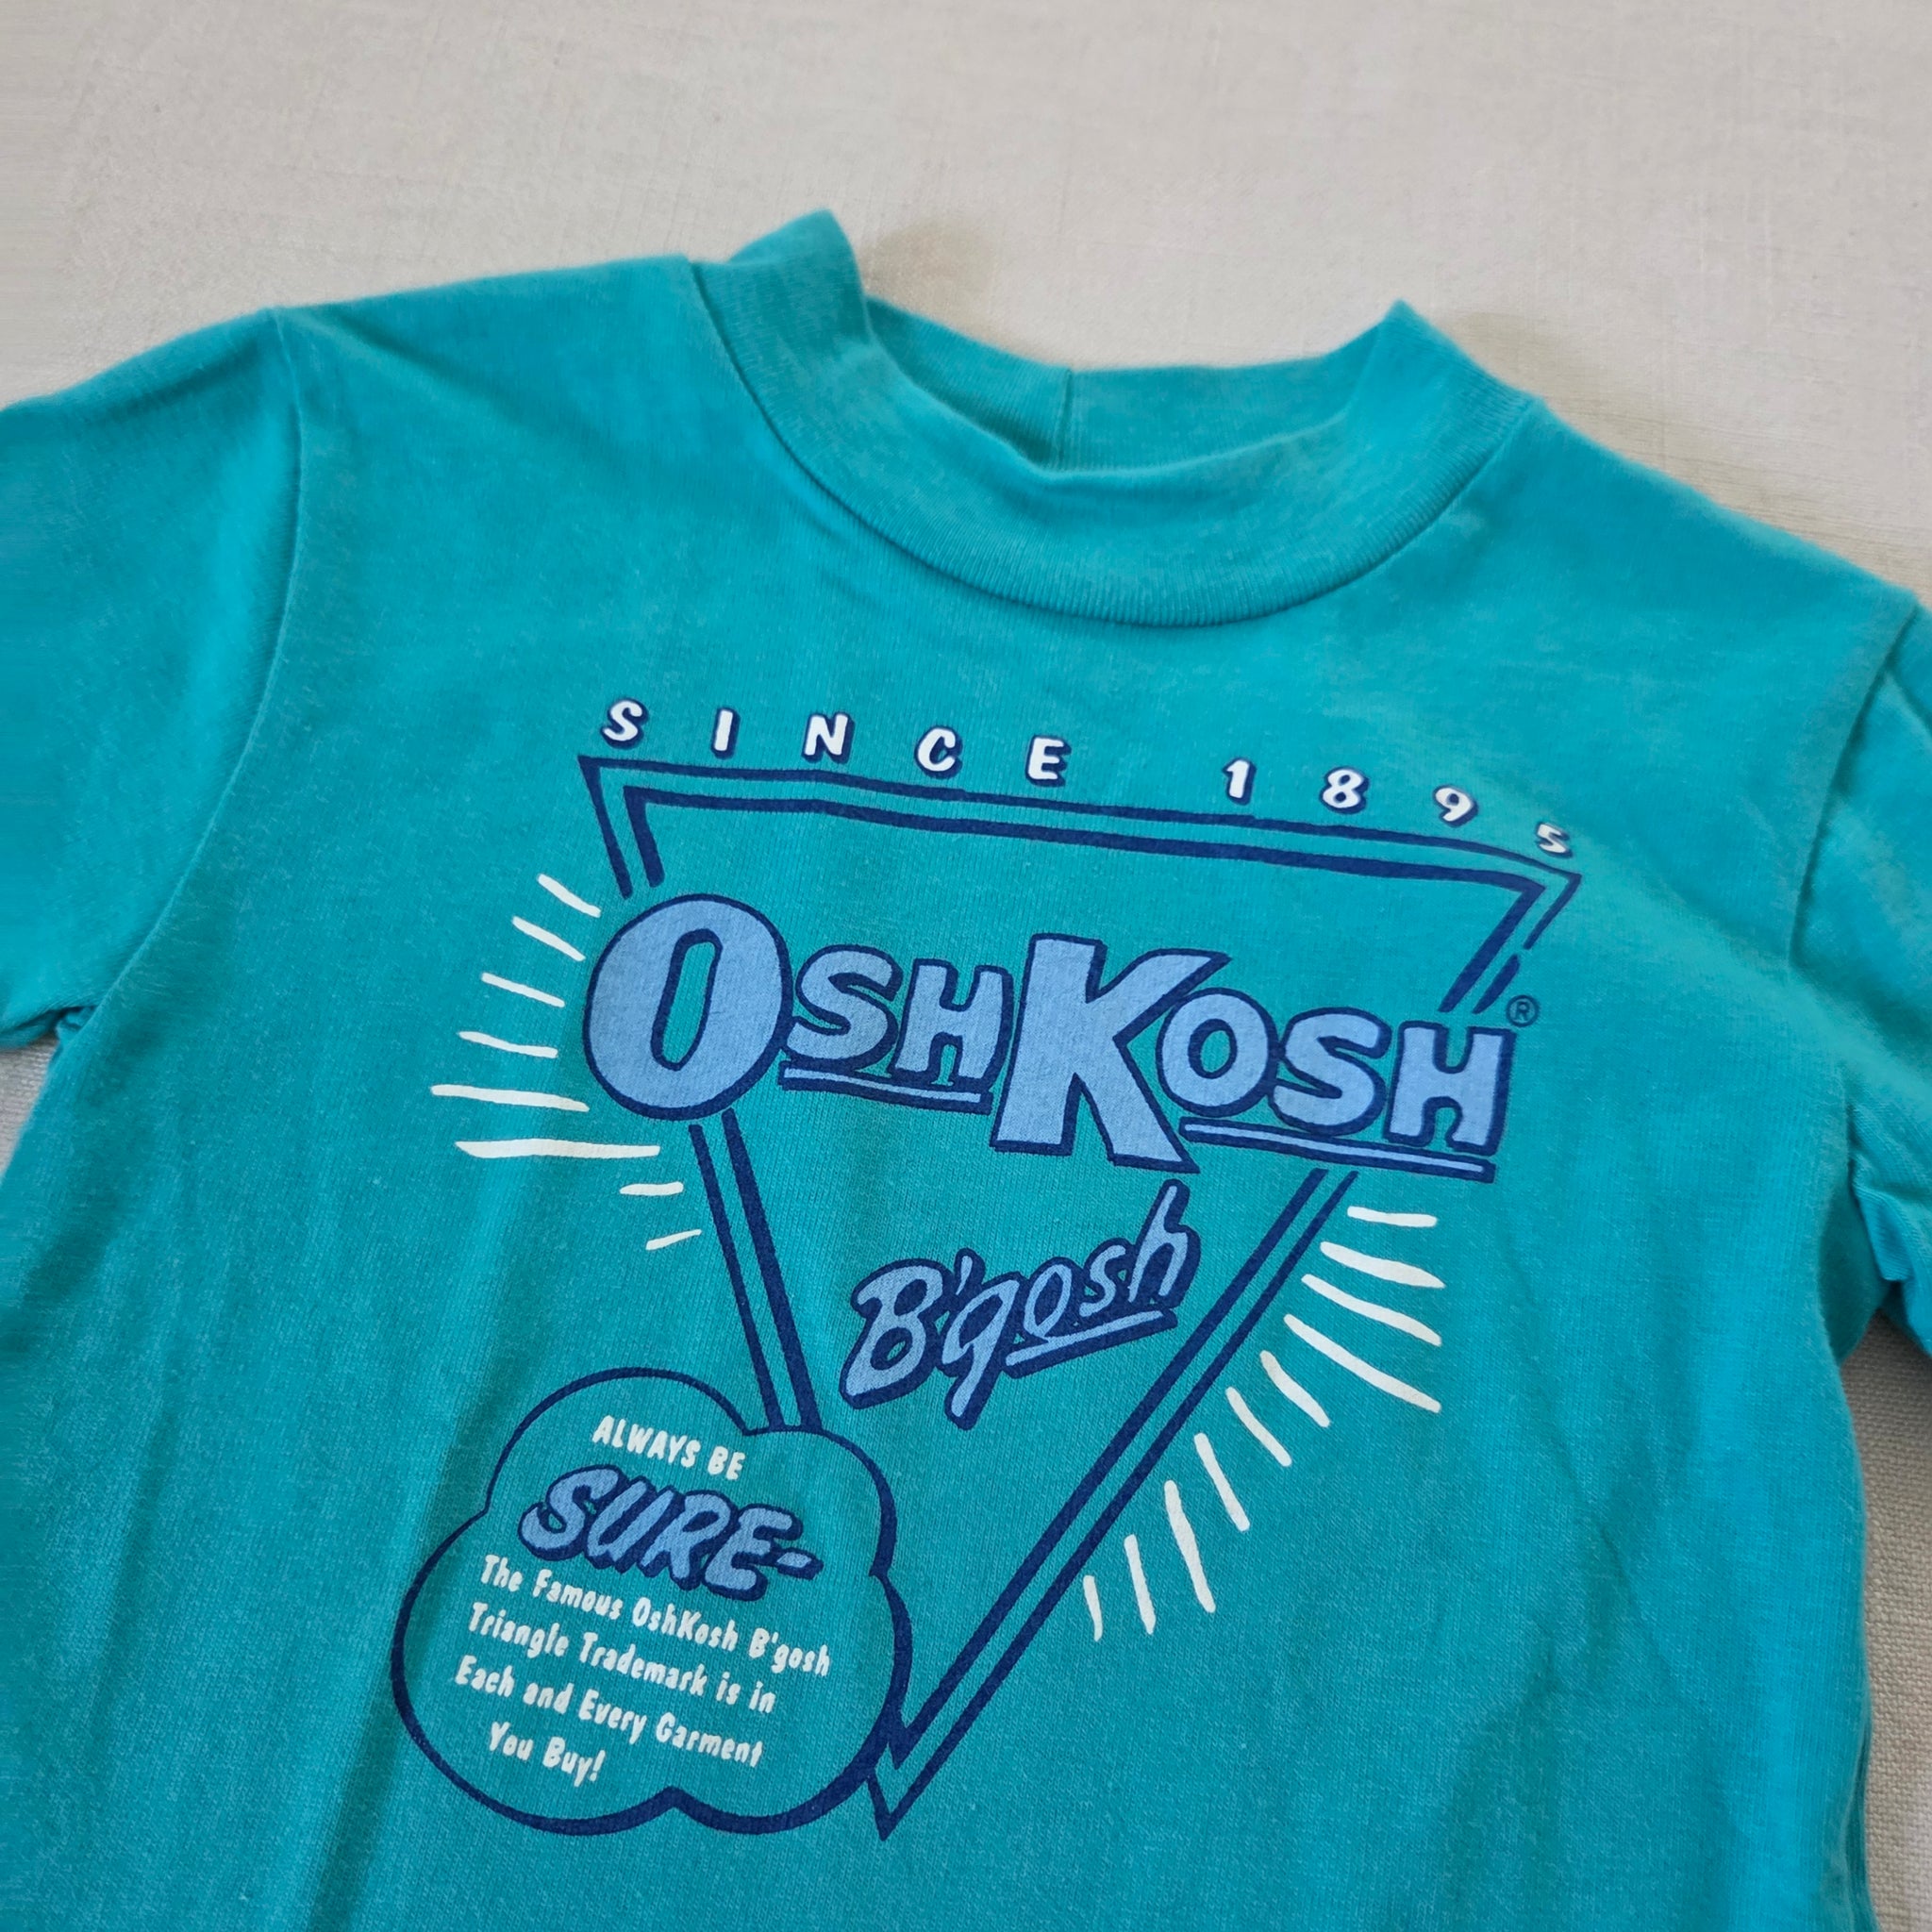 SINCE 1895
OSHKOSH®
B'gosh
ALWAYS BE
SURE-
The Famous OshKosh B'gosh
Triangle Trademark is in
Each and Every Garment
You Buy!